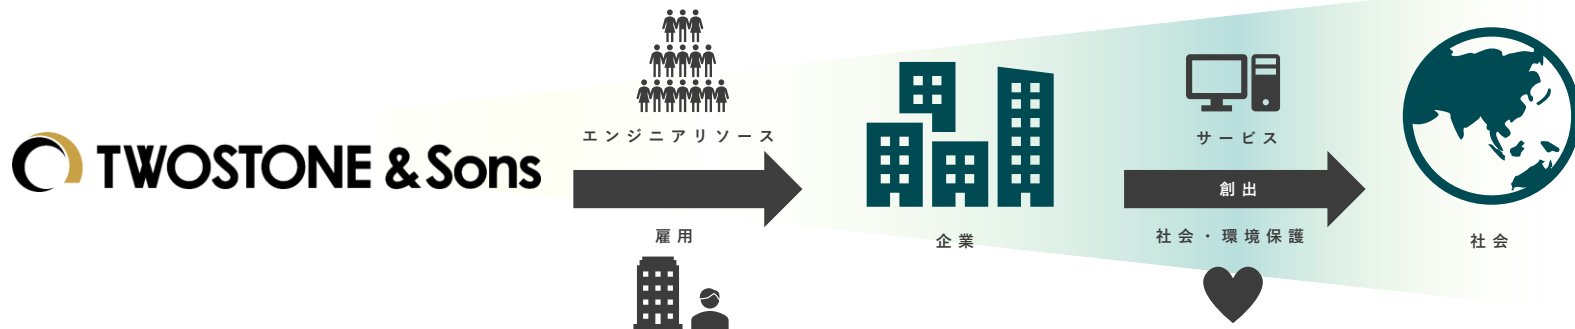 TWOSTONE & Sons
エンジニアリソース
雇用
企業
サービス
創出
社会・環境保護
社会